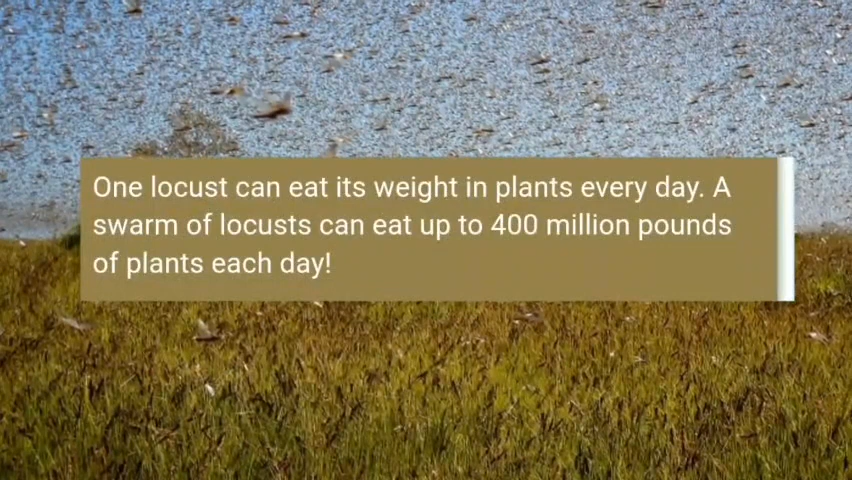 One locust can eat its weight in plants every day. A
swarm of locusts can eat up to 400 million pounds
of plants each day!